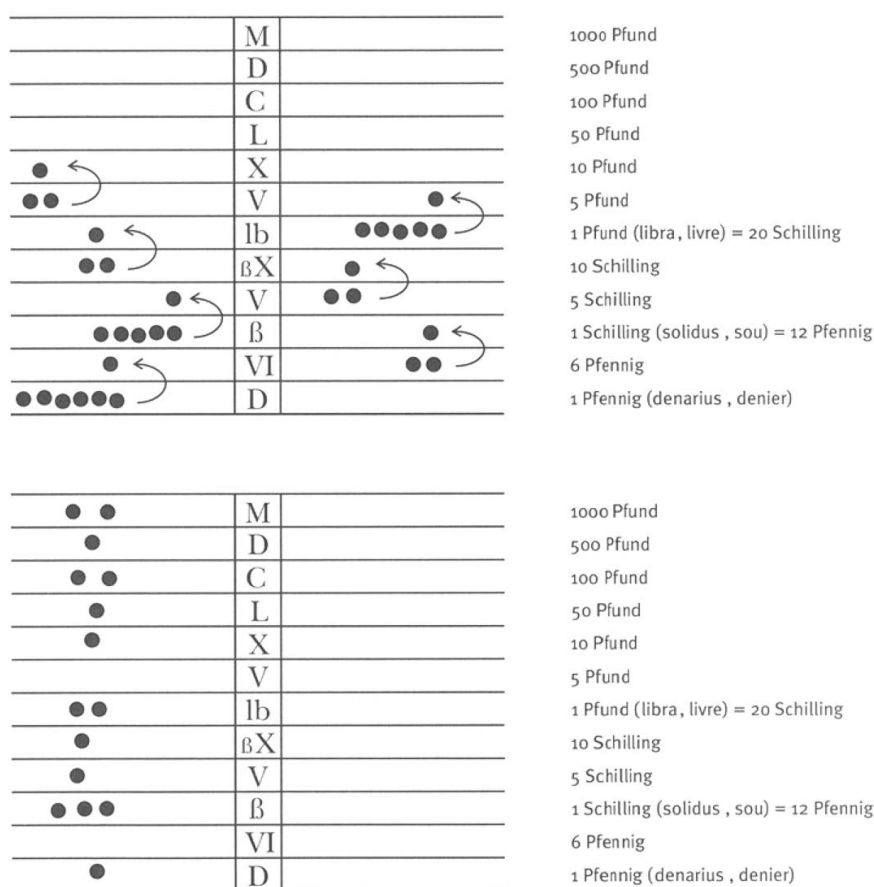 M 1000 Pfund
D 500 Pfund
C 100 Pfund
L 50 Pfund
X 10 Pfund
V 5 Pfund
lb 1 Pfund (libra, livre) = 20 Schilling
ßX 10 Schilling
V 5 Schilling
ß 1 Schilling (solidus , sou) = 12 Pfennig
VI 6 Pfennig
D 1 Pfennig (denarius , denier)
M 1000 Pfund
D 500 Pfund
C 100 Pfund
L 50 Pfund
X 10 Pfund
V 5 Pfund
lb 1 Pfund (libra, livre) = 20 Schilling
ßX 10 Schilling
V 5 Schilling
ß 1 Schilling (solidus , sou) = 12 Pfennig
VI 6 Pfennig
D 1 Pfennig (denarius , denier)